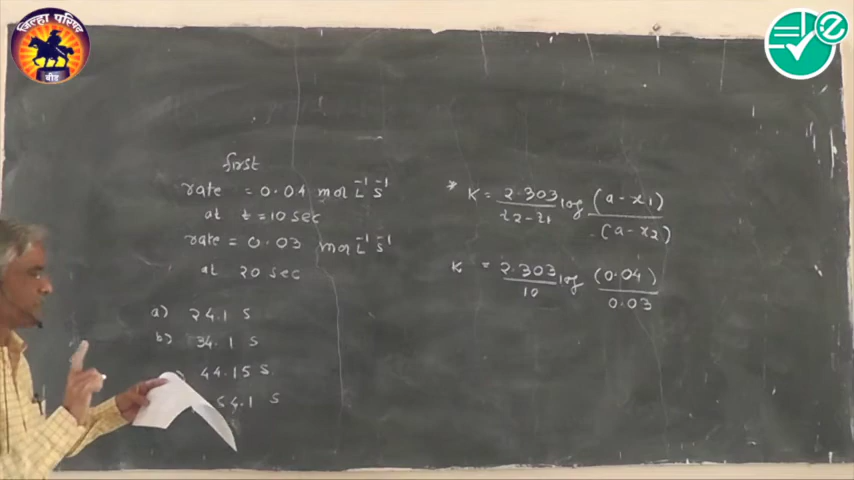 जिल्हा परिषद
बीड
first
rate = 0.04 mol L⁻¹ S⁻¹
at t = 10 sec
rate = 0.03 mol L⁻¹ S⁻¹
at 20 sec
a) 24.1 S
b) 34.1 S
44.15 S
54.1 S
* K = 2.303 / t2-t1 log (a-x1) / (a-x2)
K = 2.303 / 10 log (0.04) / 0.03
e